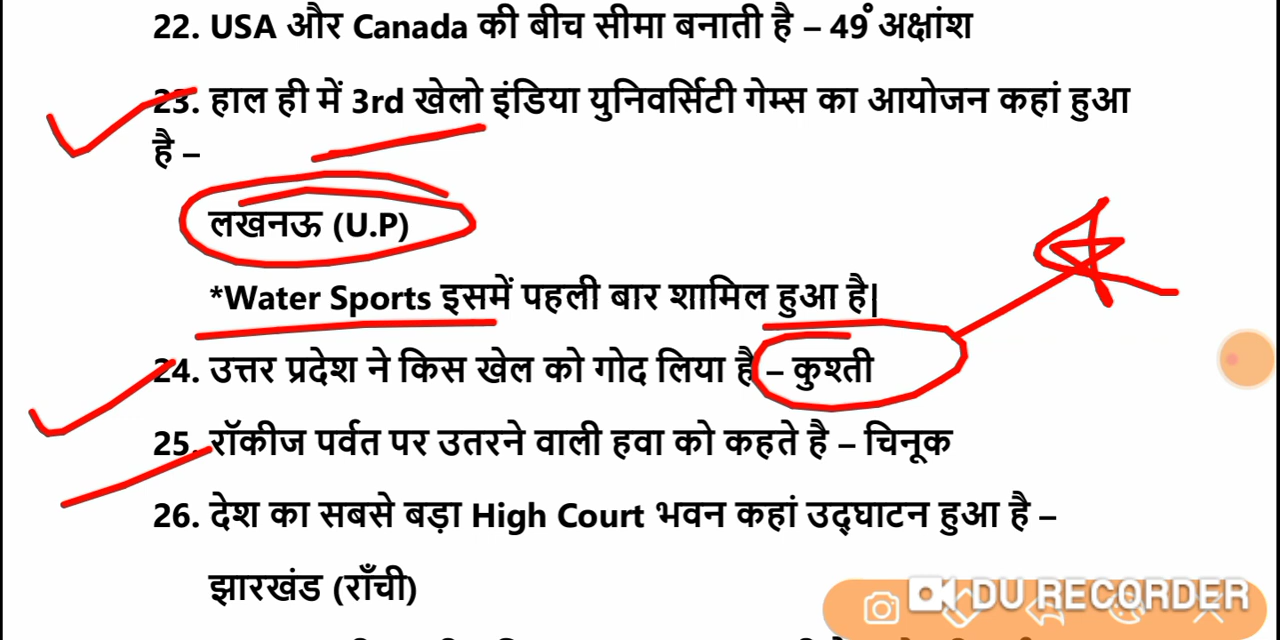 22. USA और Canada की बीच सीमा बनाती है – 49° अक्षांश
23. हाल ही में 3rd खेलो इंडिया युनिवर्सिटी गेम्स का आयोजन कहां हुआ
है –
लखनऊ (U.P)
*Water Sports इसमें पहली बार शामिल हुआ है|
24. उत्तर प्रदेश ने किस खेल को गोद लिया है – कुश्ती
25. रॉकीज पर्वत पर उतरने वाली हवा को कहते है – चिनूक
26. देश का सबसे बड़ा High Court भवन कहां उद्घाटन हुआ है –
झारखंड (राँची)
DU RECORDER